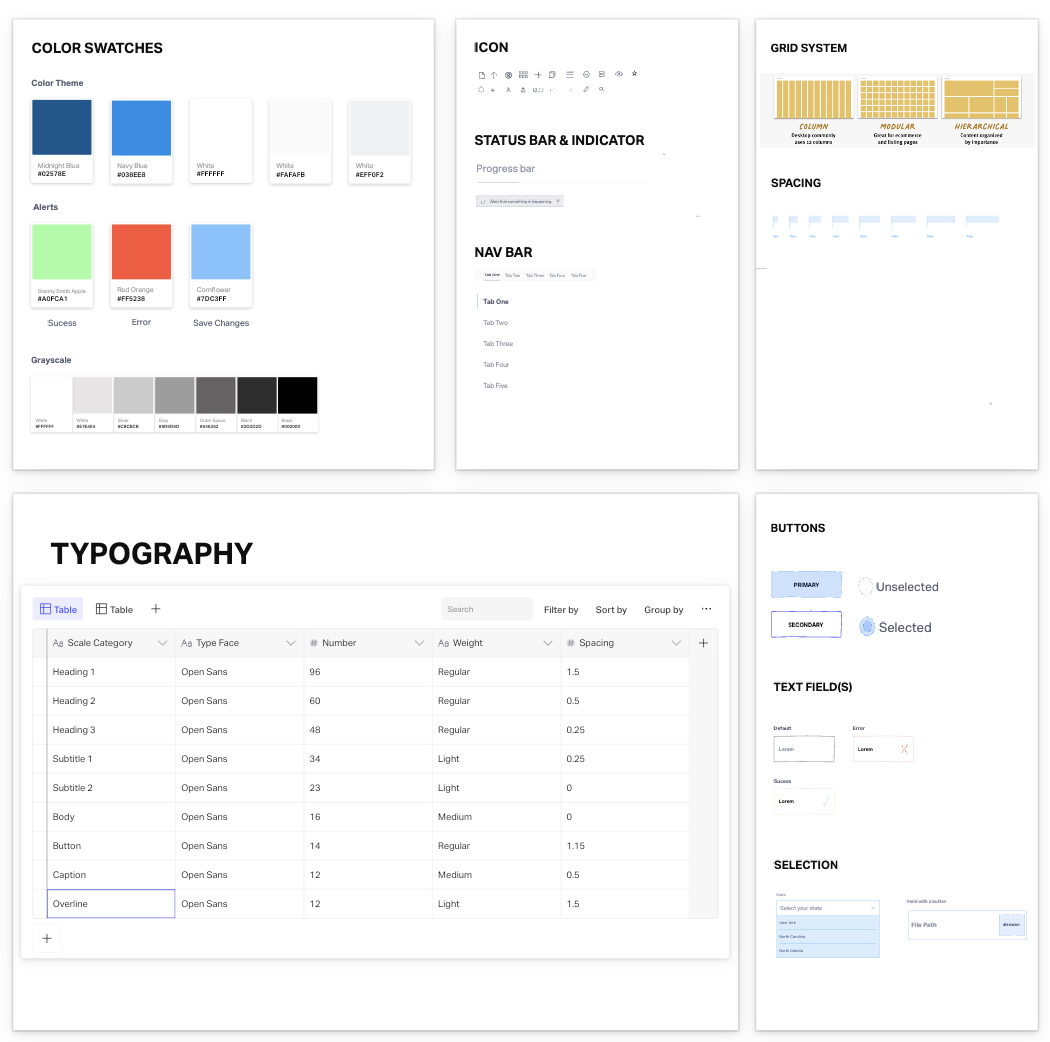 COLOR SWATCHES
Color Theme
Midnight Blue
#02578E
Navy Blue
#038EE8
White
#FFFFFF
White
#FAFAFB
White
#EFF0F2
Alerts
Granny Smith Apple
#A0FCA1
Red Orange
#FF5238
Cornflower
#7DC3FF
Sucess
Error
Save Changes
Grayscale
White
#FFFFFF
White
#E7E4E4
Silver
#CBCBCB
Gray
#9D9D9D
Outer Space
#646262
Black
#2D2D2D
Black
#000000
ICON
STATUS BAR & INDICATOR
Progress bar
Alert that something is happening.
NAV BAR
Tab One Tab Two Tab Three Tab Four Tab Five
Tab One
Tab Two
Tab Three
Tab Four
Tab Five
GRID SYSTEM
COLUMN
Desktop commonly
uses 12 columns
MODULAR
Great for ecommerce
and listing pages
HIERARCHICAL
Content organized
by importance
SPACING
TYPOGRAPHY
Table Table + Search Filter by Sort by Group by ...
Aa Scale Category Aa Type Face # Number Aa Weight # Spacing +
Heading 1 Open Sans 96 Regular 1.5
Heading 2 Open Sans 60 Regular 0.5
Heading 3 Open Sans 48 Regular 0.25
Subtitle 1 Open Sans 34 Light 0.25
Subtitle 2 Open Sans 23 Light 0
Body Open Sans 16 Medium 0
Button Open Sans 14 Regular 1.15
Caption Open Sans 12 Medium 0.5
Overline Open Sans 12 Light 1.5
+
BUTTONS
PRIMARY
Unselected
SECONDARY
Selected
TEXT FIELD(S)
Default
Lorem
Error
Lorem
Sucess
Lorem
SELECTION
State
Select your state
New York
North Carolina
North Dakota
Field with a button
File Path
Browse